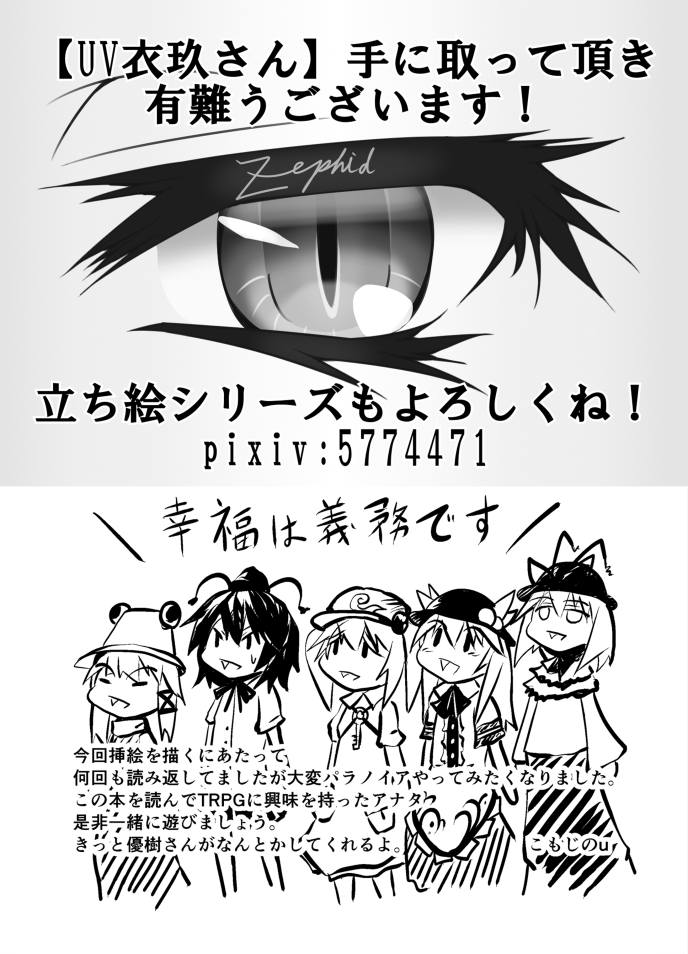 【UV衣玖さん】手に取って頂き
有難うございます！
Zephid
立ち絵シリーズもよろしくね！
pixiv:5774471
＼幸福は義務です／
今回挿絵を描くにあたって、
何回も読み返してましたが大変パラノイアやってみたくなりました。
この本を読んでTRPGに興味を持ったアナタ、
是非一緒に遊びましょう。
きっと優樹さんがなんとかしてくれるよ。
こもじのu